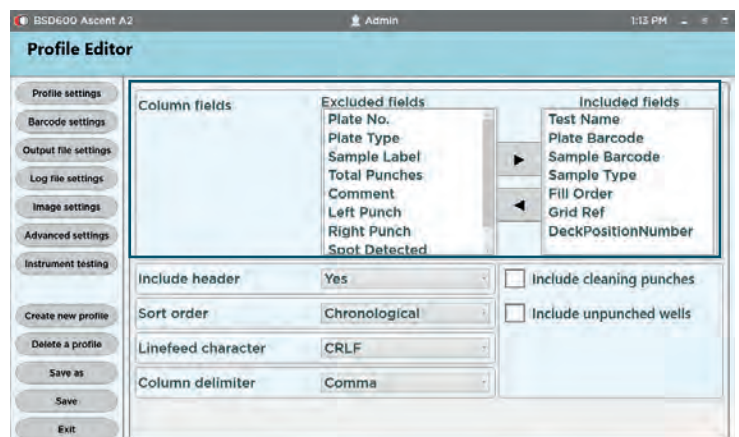 BSD600 Ascent A2 Admin 1:13 PM
Profile Editor
Profile settings
Barcode settings
Output file settings
Log file settings
Image settings
Advanced settings
Instrument testing
Create new profile
Delete a profile
Save as
Save
Exit
Column fields
Excluded fields
Plate No.
Plate Type
Sample Label
Total Punches
Comment
Left Punch
Right Punch
Spot Detected
Included fields
Test Name
Plate Barcode
Sample Barcode
Sample Type
Fill Order
Grid Ref
DeckPositionNumber
Include header Yes
Sort order Chronological
Linefeed character CRLF
Column delimiter Comma
Include cleaning punches
Include unpunched wells